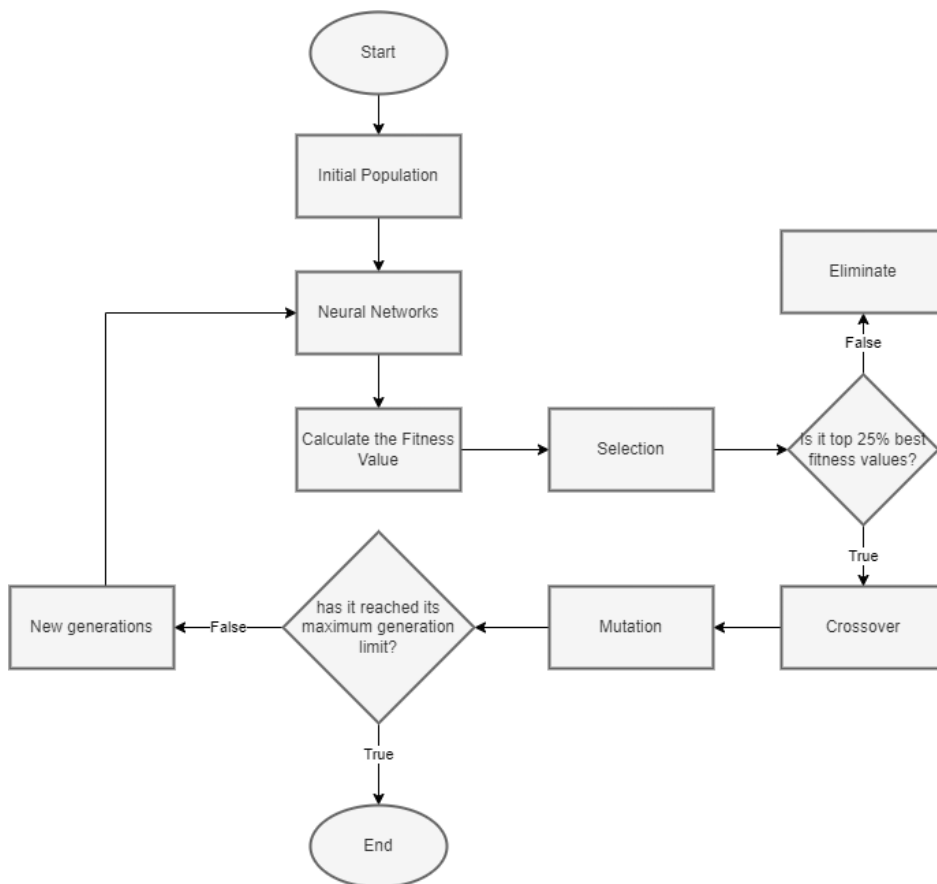 Start
Initial Population
Neural Networks
Eliminate
False
Calculate the Fitness
Value
Selection
Is it top 25% best
fitness values?
True
New generations
False
has it reached its
maximum generation
limit?
Mutation
Crossover
True
End